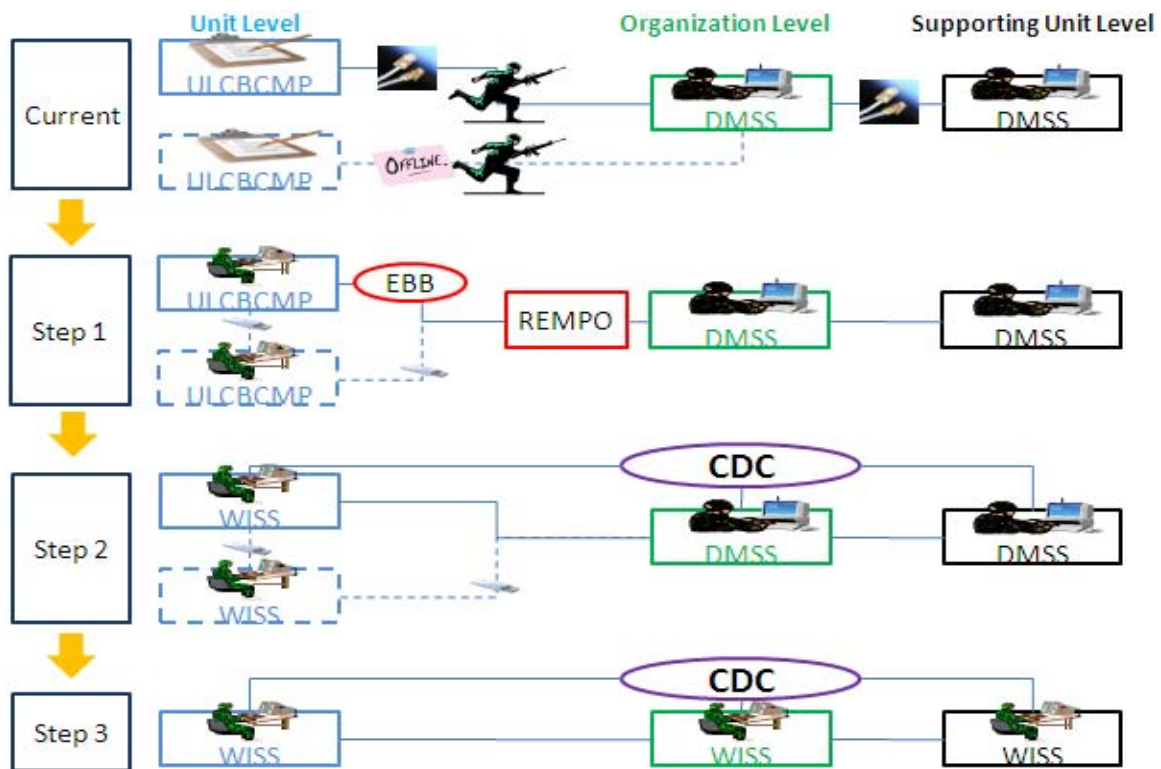 Unit Level
Organization Level
Supporting Unit Level
Current
ULCBCMP
DMSS
DMSS
ULCBCMP
OFFLINE
Step 1
ULCBCMP
EBB
REMPO
DMSS
DMSS
ULCBCMP
Step 2
CDC
WISS
DMSS
DMSS
WISS
Step 3
CDC
WISS
WISS
WISS